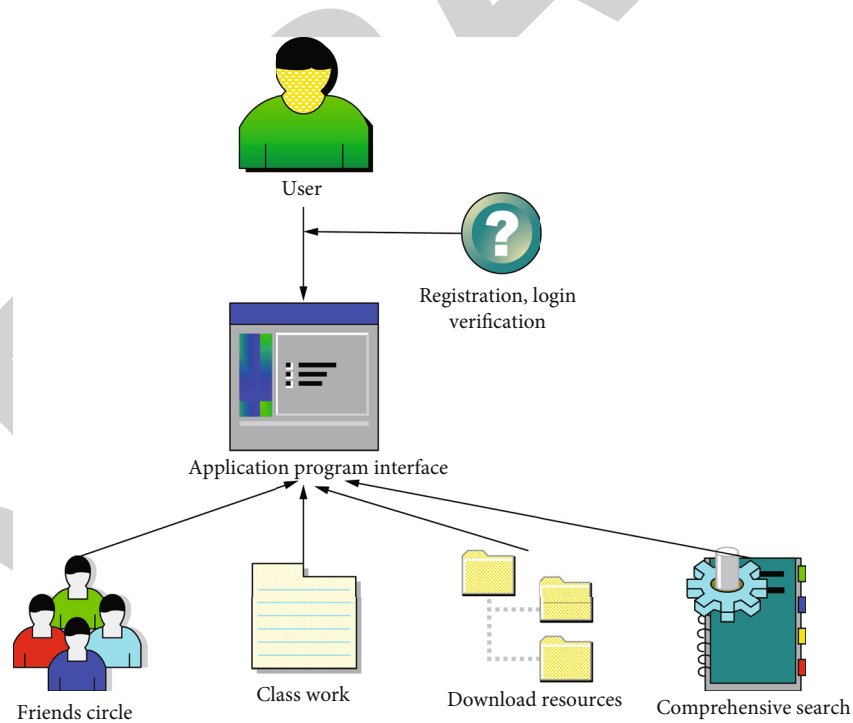 User
?
Registration, login
verification
Application program interface
Friends circle
Class work
Download resources
Comprehensive search